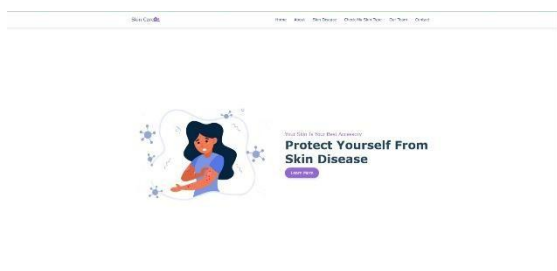 Skin Care
Home About Skin Disease Check My Skin Type Our Team Contact
Your Skin Is Your Best Accessory
Protect Yourself From
Skin Disease
Learn More